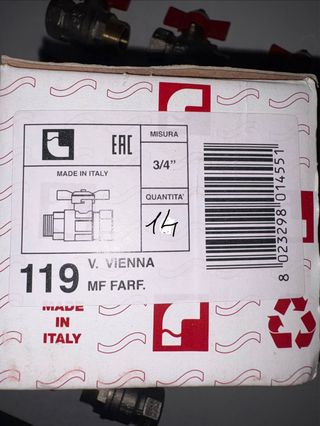 EAC
MISURA
MADE IN ITALY
3/4"
QUANTITA'
14
119
V. VIENNA
MF FARF.
8 023298 014551
MADE
IN
ITALY